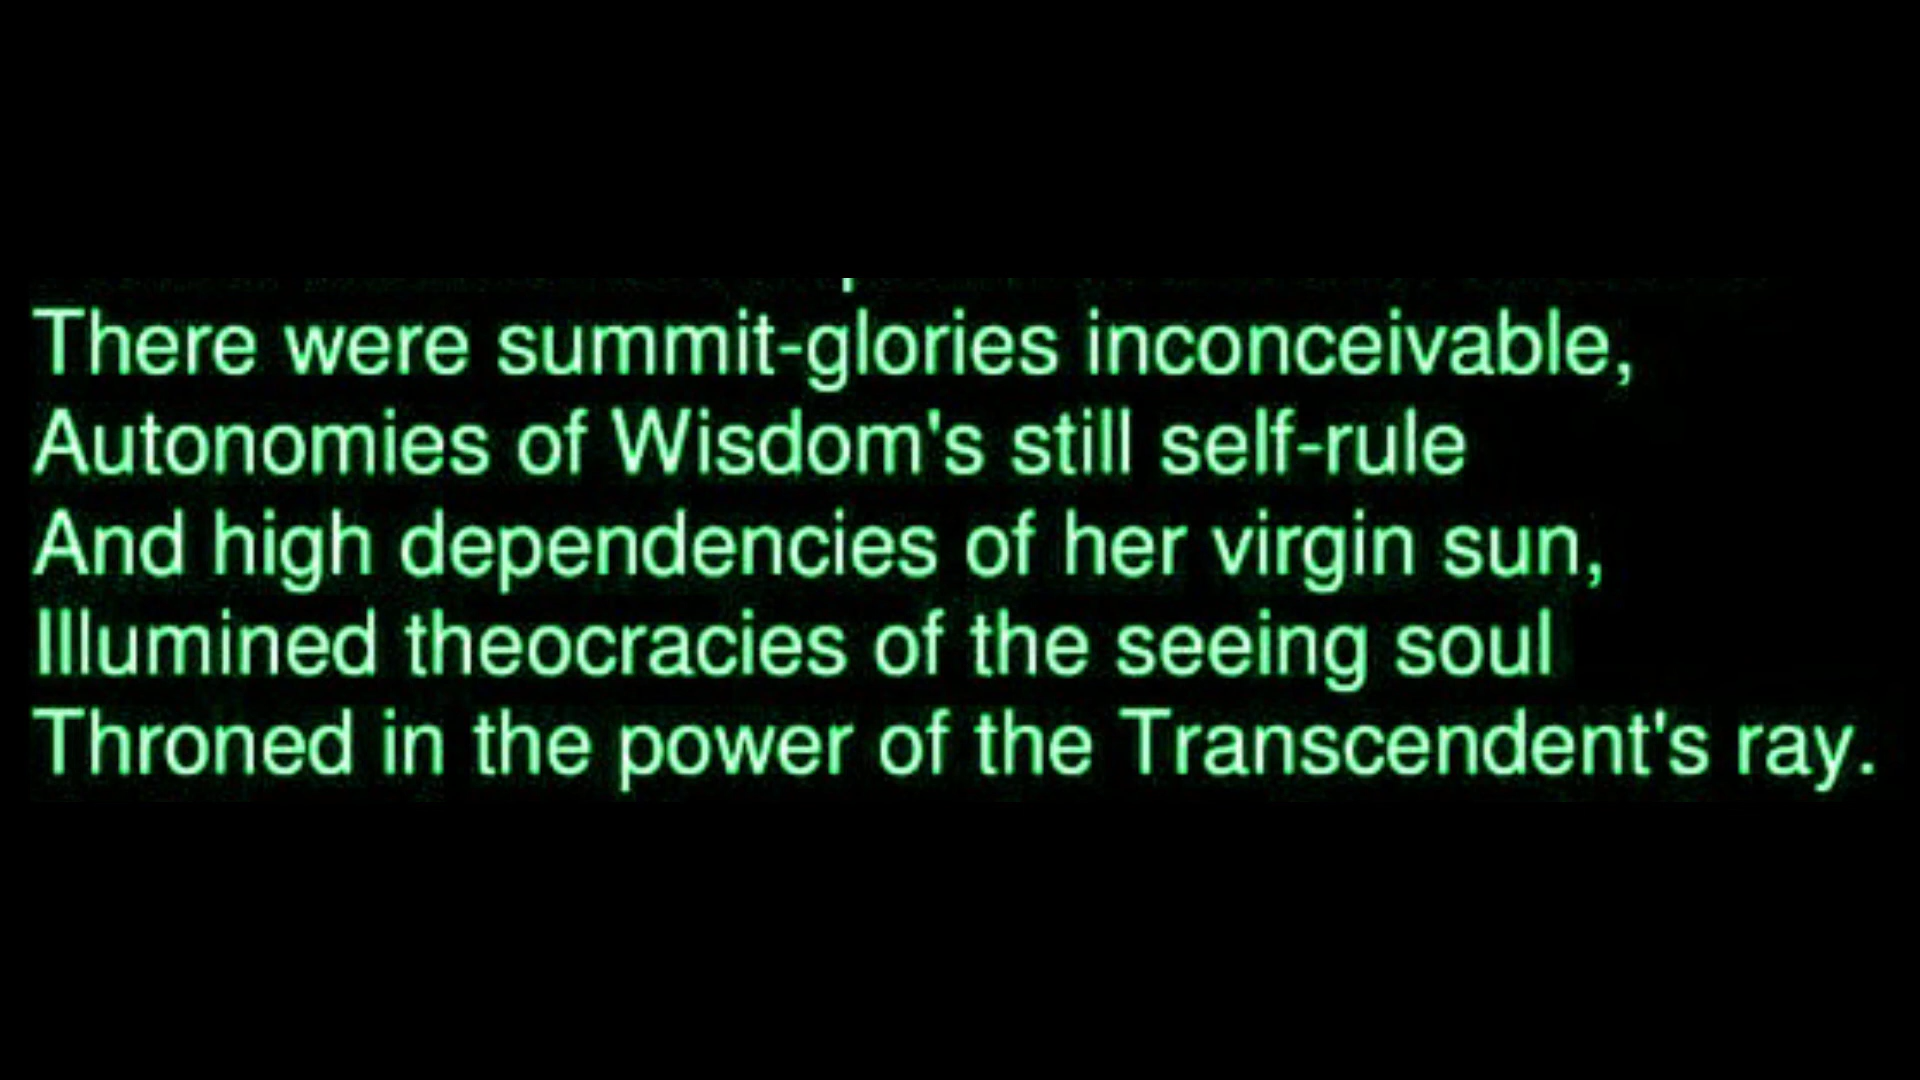 There were summit-glories inconceivable,
Autonomies of Wisdom's still self-rule
And high dependencies of her virgin sun,
Illumined theocracies of the seeing soul
Throned in the power of the Transcendent's ray.